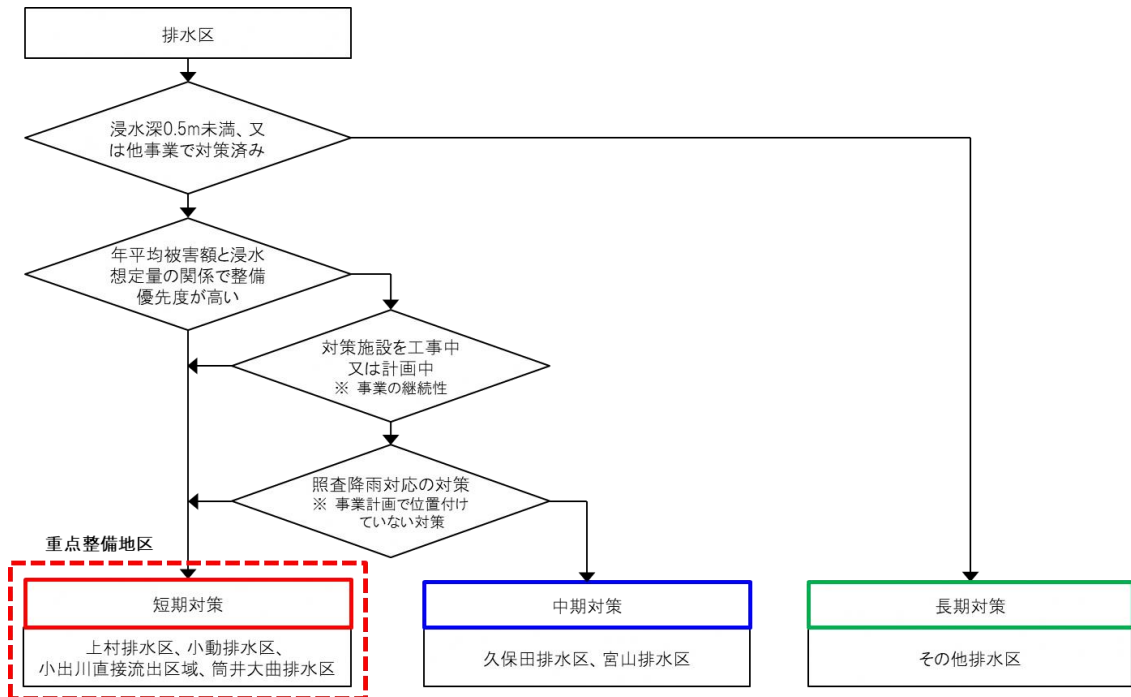 排水区
浸水深0.5m未満、又
は他事業で対策済み
年平均被害額と浸水
想定量の関係で整備
優先度が高い
対策施設を工事中
又は計画中
※ 事業の継続性
照査降雨対応の対策
※ 事業計画で位置付け
ていない対策
重点整備地区
短期対策
上村排水区、小動排水区、
小出川直接流出区域、筒井大曲排水区
中期対策
久保田排水区、宮山排水区
長期対策
その他排水区